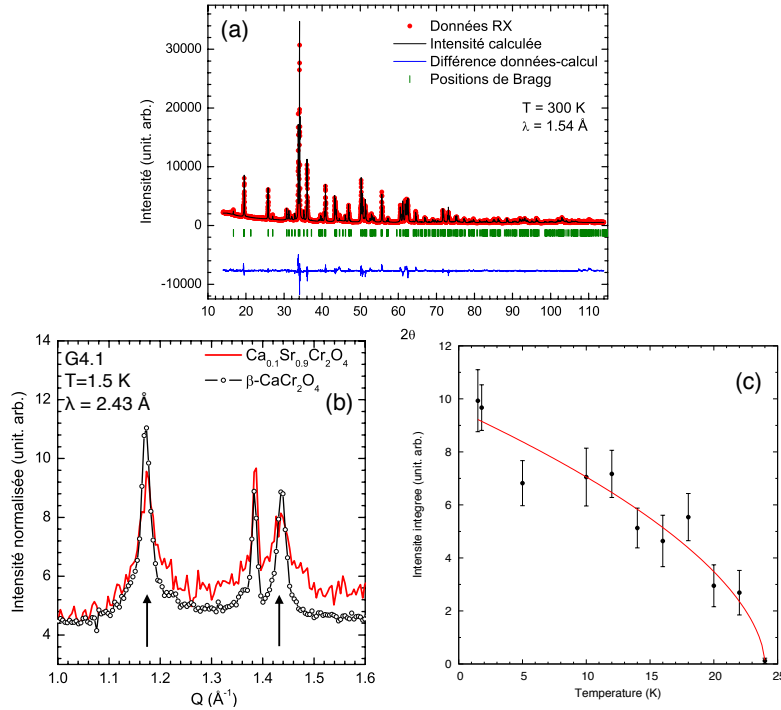 (a)
Données RX
Intensité calculée
Différence données-calcul
Positions de Bragg
T = 300 K
λ = 1.54 Å
Intensité (unit. arb.)
30000
20000
10000
0
-10000
10 20 30 40 50 60 70 80 90 100 110
2θ
G4.1
T=1.5 K
λ = 2.43 Å
Ca0.1Sr0.9Cr2O4
β-CaCr2O4
(b)
Intensité normalisée (unit. arb.)
14
12
10
8
6
4
1.0 1.1 1.2 1.3 1.4 1.5 1.6
Q (Å-1)
(c)
Intensite integree (unit. arb.)
12
10
8
6
4
2
0
0 5 10 15 20 25
Temperature (K)